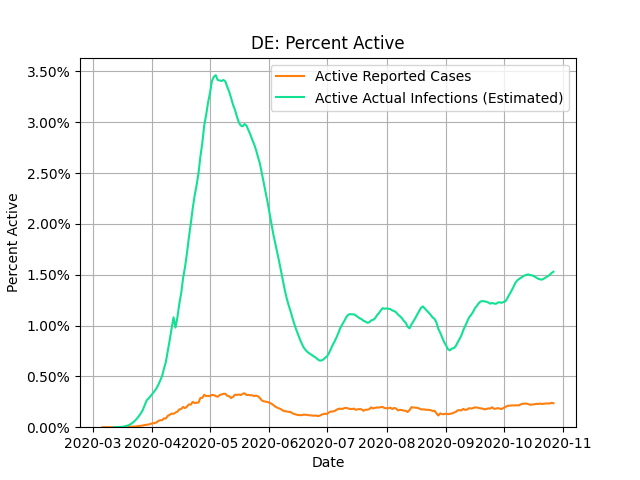 DE: Percent Active
Active Reported Cases
Active Actual Infections (Estimated)
Percent Active
3.50%
3.00%
2.50%
2.00%
1.50%
1.00%
0.50%
0.00%
2020-03 2020-04 2020-05 2020-06 2020-07 2020-08 2020-09 2020-10 2020-11
Date